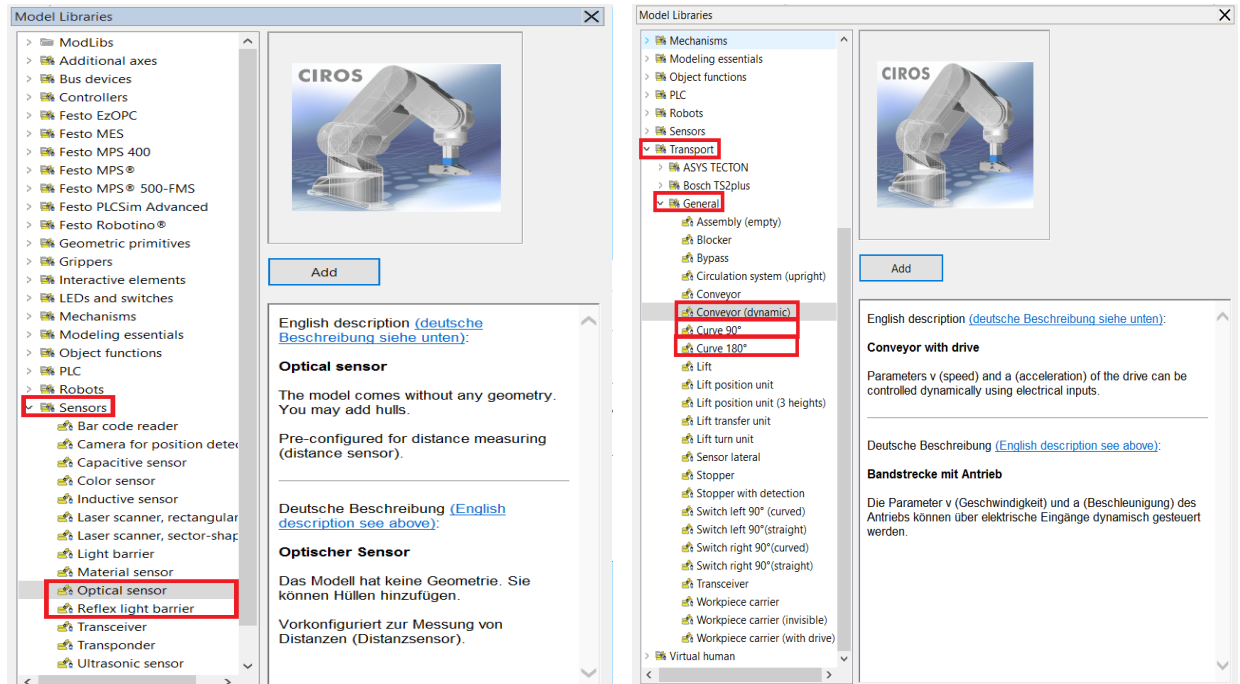 Model Libraries
ModLibs
Additional axes
Bus devices
Controllers
Festo EzOPC
Festo MES
Festo MPS 400
Festo MPS®
Festo MPS® 500-FMS
Festo PLCSim Advanced
Festo Robotino®
Geometric primitives
Grippers
Interactive elements
LEDs and switches
Mechanisms
Modeling essentials
Object functions
PLC
Robots
Sensors
Bar code reader
Camera for position detec
Capacitive sensor
Color sensor
Inductive sensor
Laser scanner, rectangular
Laser scanner, sector-shap
Light barrier
Material sensor
Optical sensor
Reflex light barrier
Transceiver
Transponder
Ultrasonic sensor
CIROS
Add
English description (deutsche
Beschreibung siehe unten):
Optical sensor
The model comes without any geometry.
You may add hulls.
Pre-configured for distance measuring
(distance sensor).
Deutsche Beschreibung (English
description see above):
Optischer Sensor
Das Modell hat keine Geometrie. Sie
können Hüllen hinzufügen.
Vorkonfiguriert zur Messung von
Distanzen (Distanzsensor).
Model Libraries
Mechanisms
Modeling essentials
Object functions
PLC
Robots
Sensors
Transport
ASYS TECTON
Bosch TS2plus
General
Assembly (empty)
Blocker
Bypass
Circulation system (upright)
Conveyor
Conveyor (dynamic)
Curve 90°
Curve 180°
Lift
Lift position unit
Lift position unit (3 heights)
Lift transfer unit
Lift turn unit
Sensor lateral
Stopper
Stopper with detection
Switch left 90° (curved)
Switch left 90°(straight)
Switch right 90°(curved)
Switch right 90°(straight)
Transceiver
Workpiece carrier
Workpiece carrier (invisible)
Workpiece carrier (with drive)
Virtual human
CIROS
Add
English description (deutsche Beschreibung siehe unten):
Conveyor with drive
Parameters v (speed) and a (acceleration) of the drive can be
controlled dynamically using electrical inputs.
Deutsche Beschreibung (English description see above):
Bandstrecke mit Antrieb
Die Parameter v (Geschwindigkeit) und a (Beschleunigung) des
Antriebs können über elektrische Eingänge dynamisch gesteuert
werden.